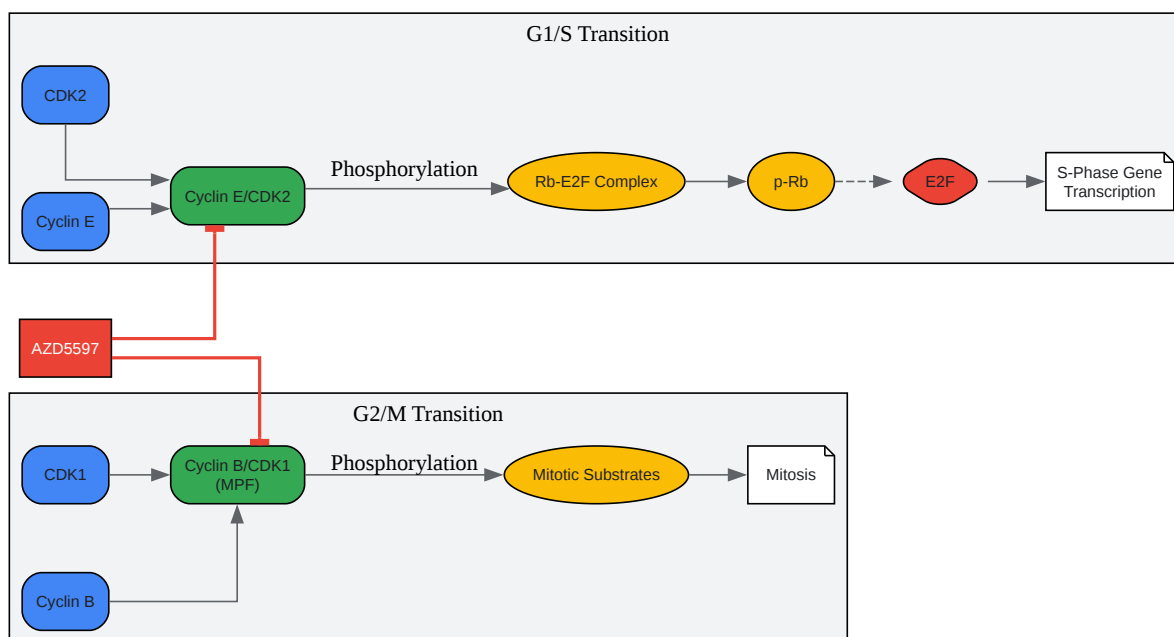 G1/S Transition
CDK2
Cyclin E
Cyclin E/CDK2
Phosphorylation
Rb-E2F Complex
p-Rb
E2F
S-Phase Gene
Transcription
AZD5597
G2/M Transition
CDK1
Cyclin B/CDK1
(MPF)
Phosphorylation
Mitotic Substrates
Mitosis
Cyclin B